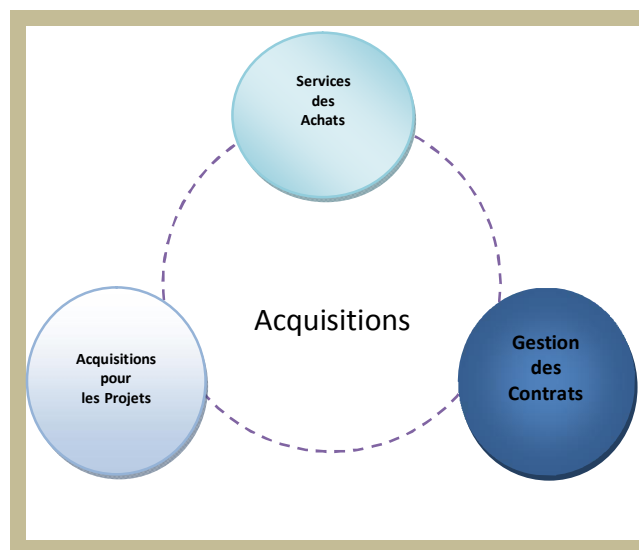 Services
des
Achats
Acquisitions
Gestion
des
Contrats
Acquisitions
pour
les Projets